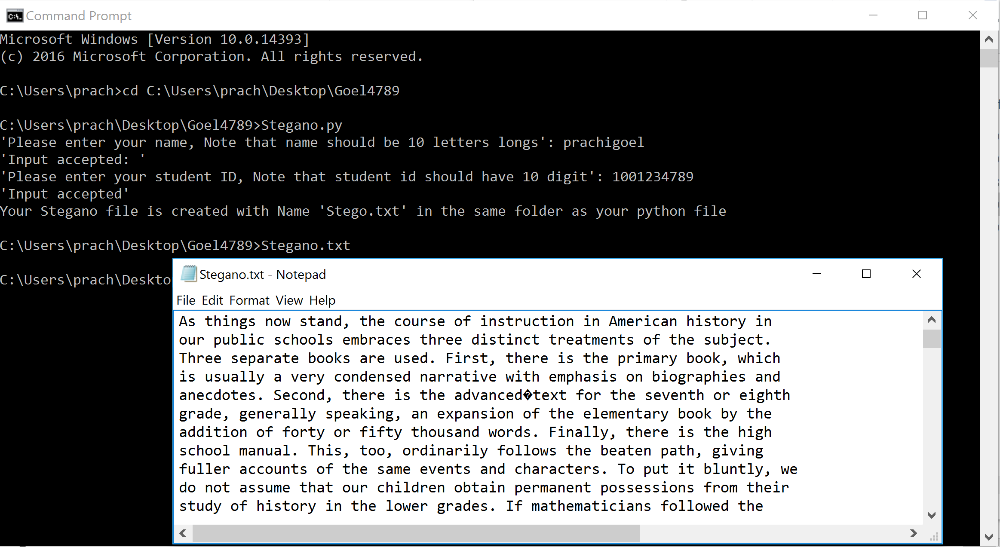 Command Prompt
Microsoft Windows [Version 10.0.14393]
(c) 2016 Microsoft Corporation. All rights reserved.
C:\Users\prach>cd C:\Users\prach\Desktop\Goel4789
C:\Users\prach\Desktop\Goel4789>Stegano.py
'Please enter your name, Note that name should be 10 letters longs': prachigoel
'Input accepted: '
'Please enter your student ID, Note that student id should have 10 digit': 1001234789
'Input accepted'
Your Stegano file is created with Name 'Stego.txt' in the same folder as your python file
C:\Users\prach\Desktop\Goel4789>Stegano.txt
C:\Users\prach\Deskto
Stegano.txt - Notepad
File Edit Format View Help
As things now stand, the course of instruction in American history in
our public schools embraces three distinct treatments of the subject.
Three separate books are used. First, there is the primary book, which
is usually a very condensed narrative with emphasis on biographies and
anecdotes. Second, there is the advanced�text for the seventh or eighth
grade, generally speaking, an expansion of the elementary book by the
addition of forty or fifty thousand words. Finally, there is the high
school manual. This, too, ordinarily follows the beaten path, giving
fuller accounts of the same events and characters. To put it bluntly, we
do not assume that our children obtain permanent possessions from their
study of history in the lower grades. If mathematicians followed the